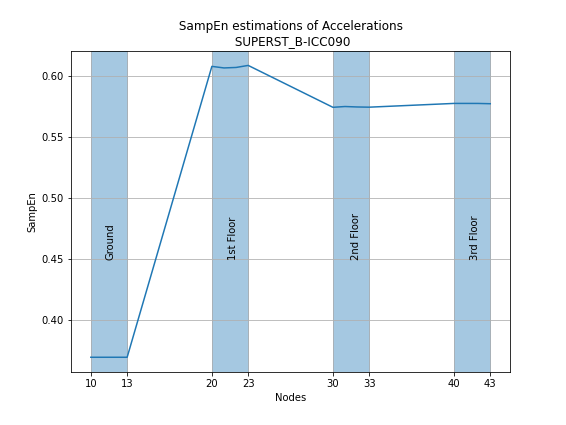 SampEn estimations of Accelerations
SUPERST_B-ICC090
0.60
0.55
0.50
0.45
0.40
SampEn
Ground
1st Floor
2nd Floor
3rd Floor
10 13 20 23 30 33 40 43
Nodes